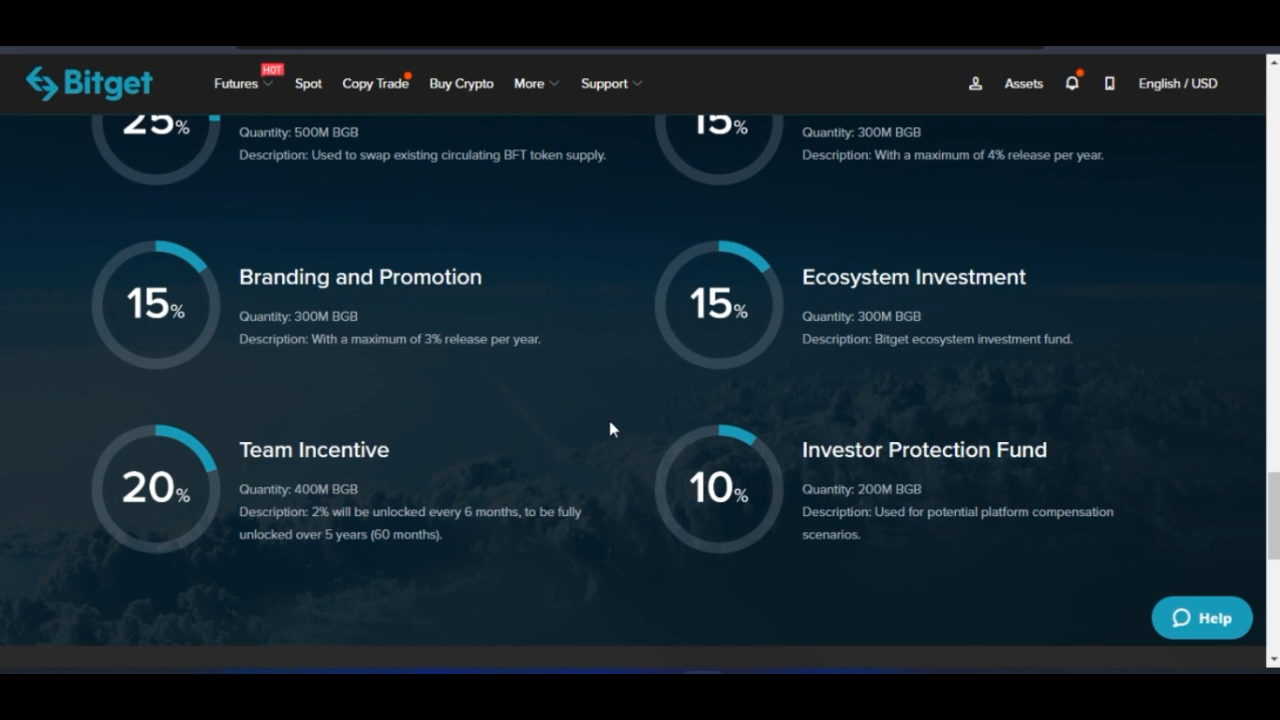 Bitget
HOT
Futures
Spot
Copy Trade
Buy Crypto
More
Support
Assets
English / USD
25%
Quantity: 500M BGB
Description: Used to swap existing circulating BFT token supply.
15%
Quantity: 300M BGB
Description: With a maximum of 4% release per year.
15%
Branding and Promotion
Quantity: 300M BGB
Description: With a maximum of 3% release per year.
15%
Ecosystem Investment
Quantity: 300M BGB
Description: Bitget ecosystem investment fund.
20%
Team Incentive
Quantity: 400M BGB
Description: 2% will be unlocked every 6 months, to be fully
unlocked over 5 years (60 months).
10%
Investor Protection Fund
Quantity: 200M BGB
Description: Used for potential platform compensation
scenarios.
Help